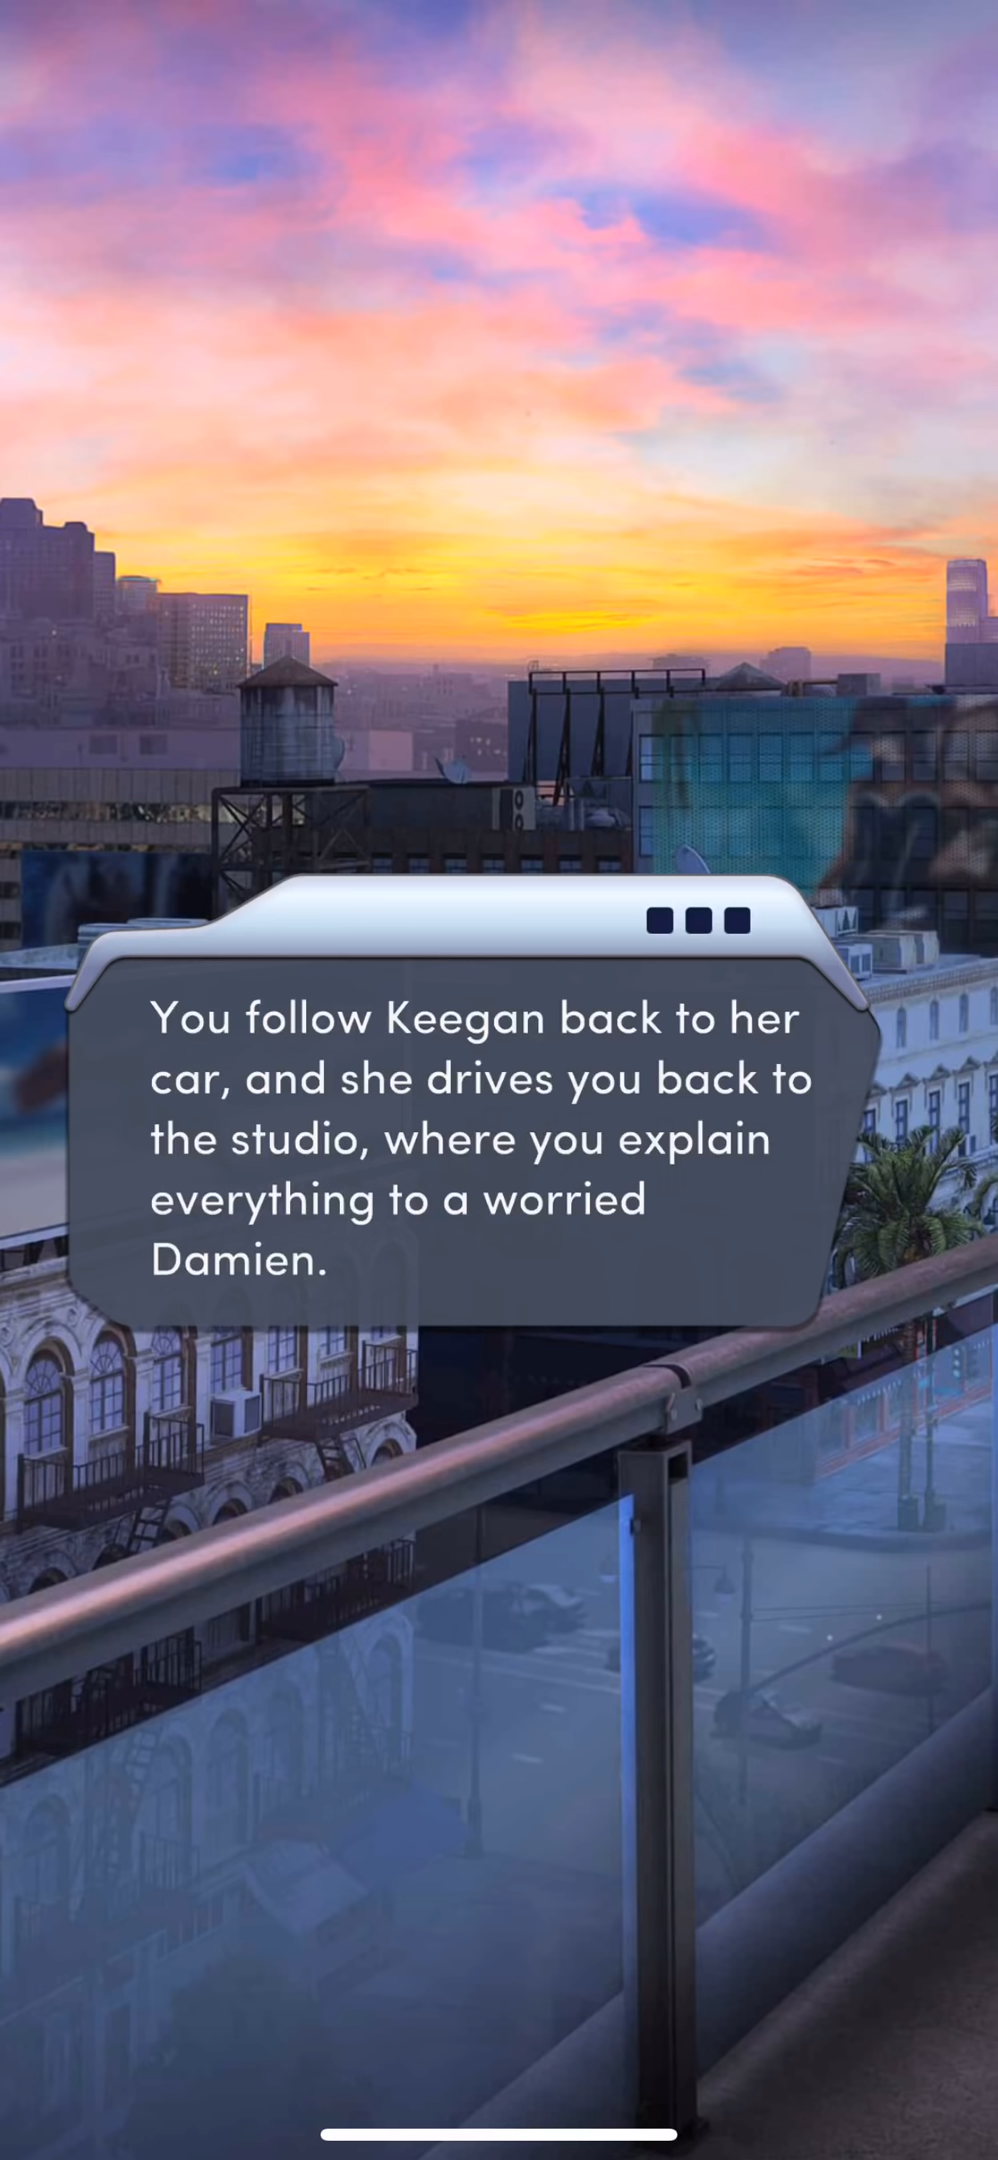 You follow Keegan back to her
car, and she drives you back to
the studio, where you explain
everything to a worried
Damien.